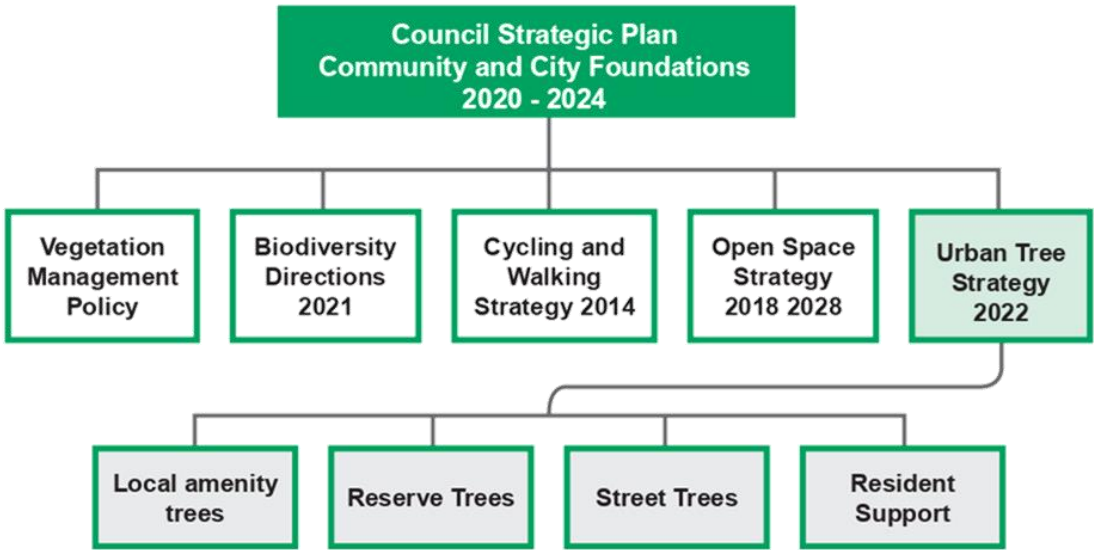 Council Strategic Plan
Community and City Foundations
2020 - 2024
Vegetation
Management
Policy
Biodiversity
Directions
2021
Cycling and
Walking
Strategy 2014
Open Space
Strategy
2018 2028
Urban Tree
Strategy
2022
Local amenity
trees
Reserve Trees
Street Trees
Resident
Support